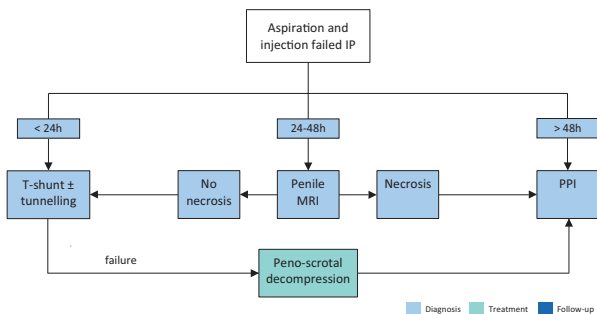 Aspiration and
injection failed IP
< 24h
24-48h
> 48h
T-shunt ±
tunnelling
No
necrosis
Penile
MRI
Necrosis
PPI
failure
Peno-scrotal
decompression
Diagnosis
Treatment
Follow-up